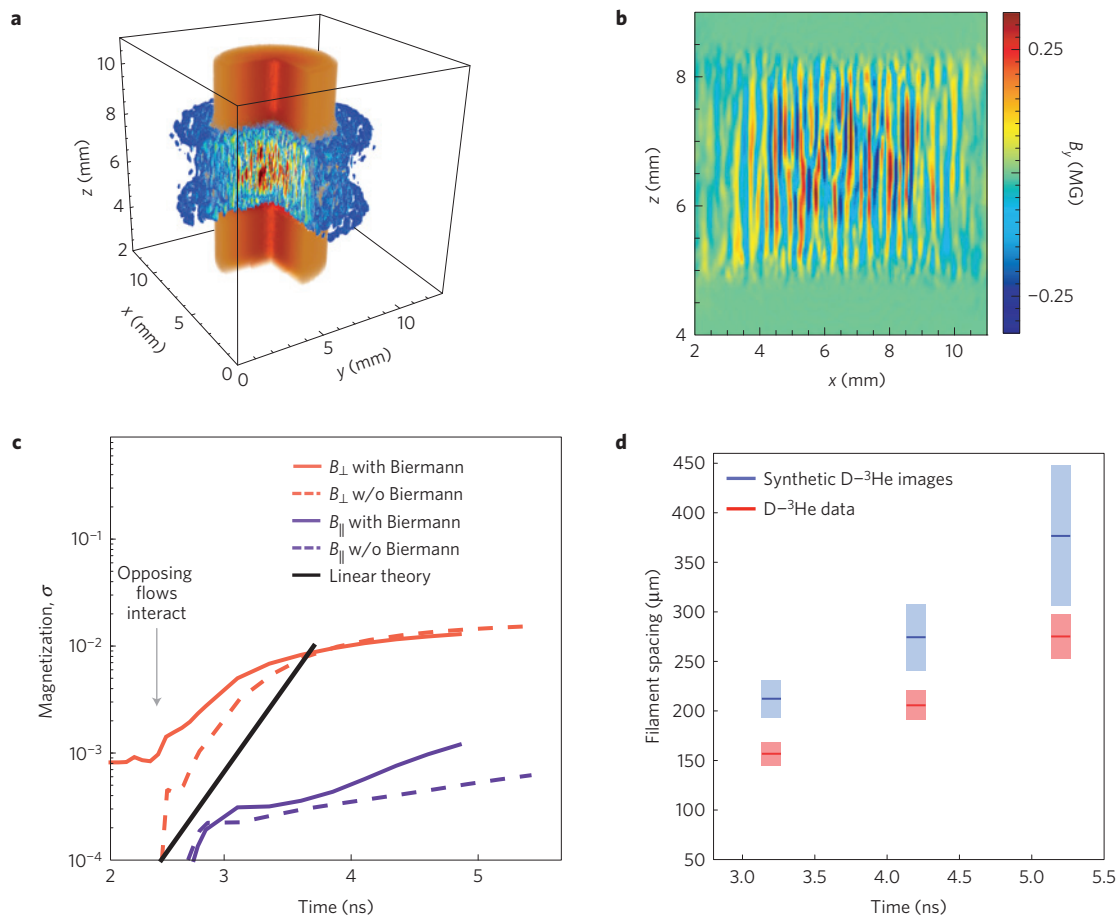 a
10
8
6
4
2
z (mm)
10
5
0
x (mm)
0
5
10
y (mm)
b
8
6
4
z (mm)
2
4
6
8
10
x (mm)
0.25
−0.25
B_y (MG)
c
B⊥ with Biermann
B⊥ w/o Biermann
B∥ with Biermann
B∥ w/o Biermann
Linear theory
Opposing
flows
interact
10⁻¹
10⁻²
10⁻³
10⁻⁴
Magnetization, σ
2
3
4
5
Time (ns)
d
Synthetic D–³He images
D–³He data
450
400
350
300
250
200
150
100
50
Filament spacing (μm)
3.0
3.5
4.0
4.5
5.0
5.5
Time (ns)